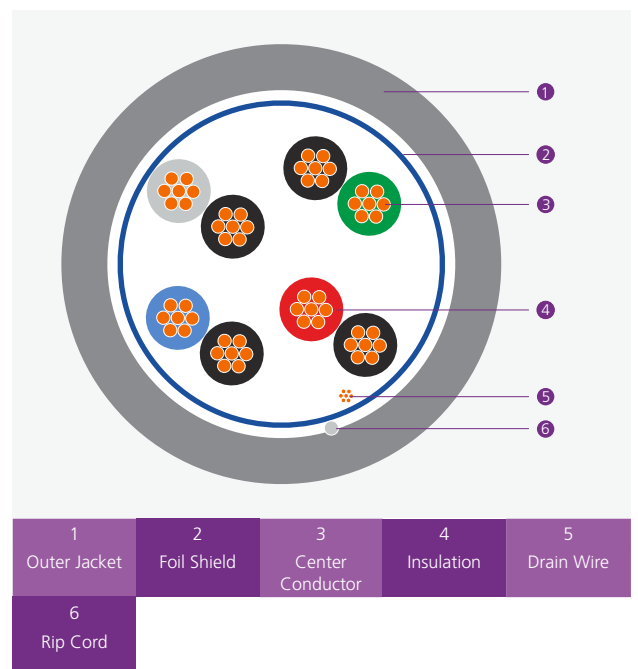 1
2
3
4
5
6
1
Outer Jacket
2
Foil Shield
3
Center
Conductor
4
Insulation
5
Drain Wire
6
Rip Cord